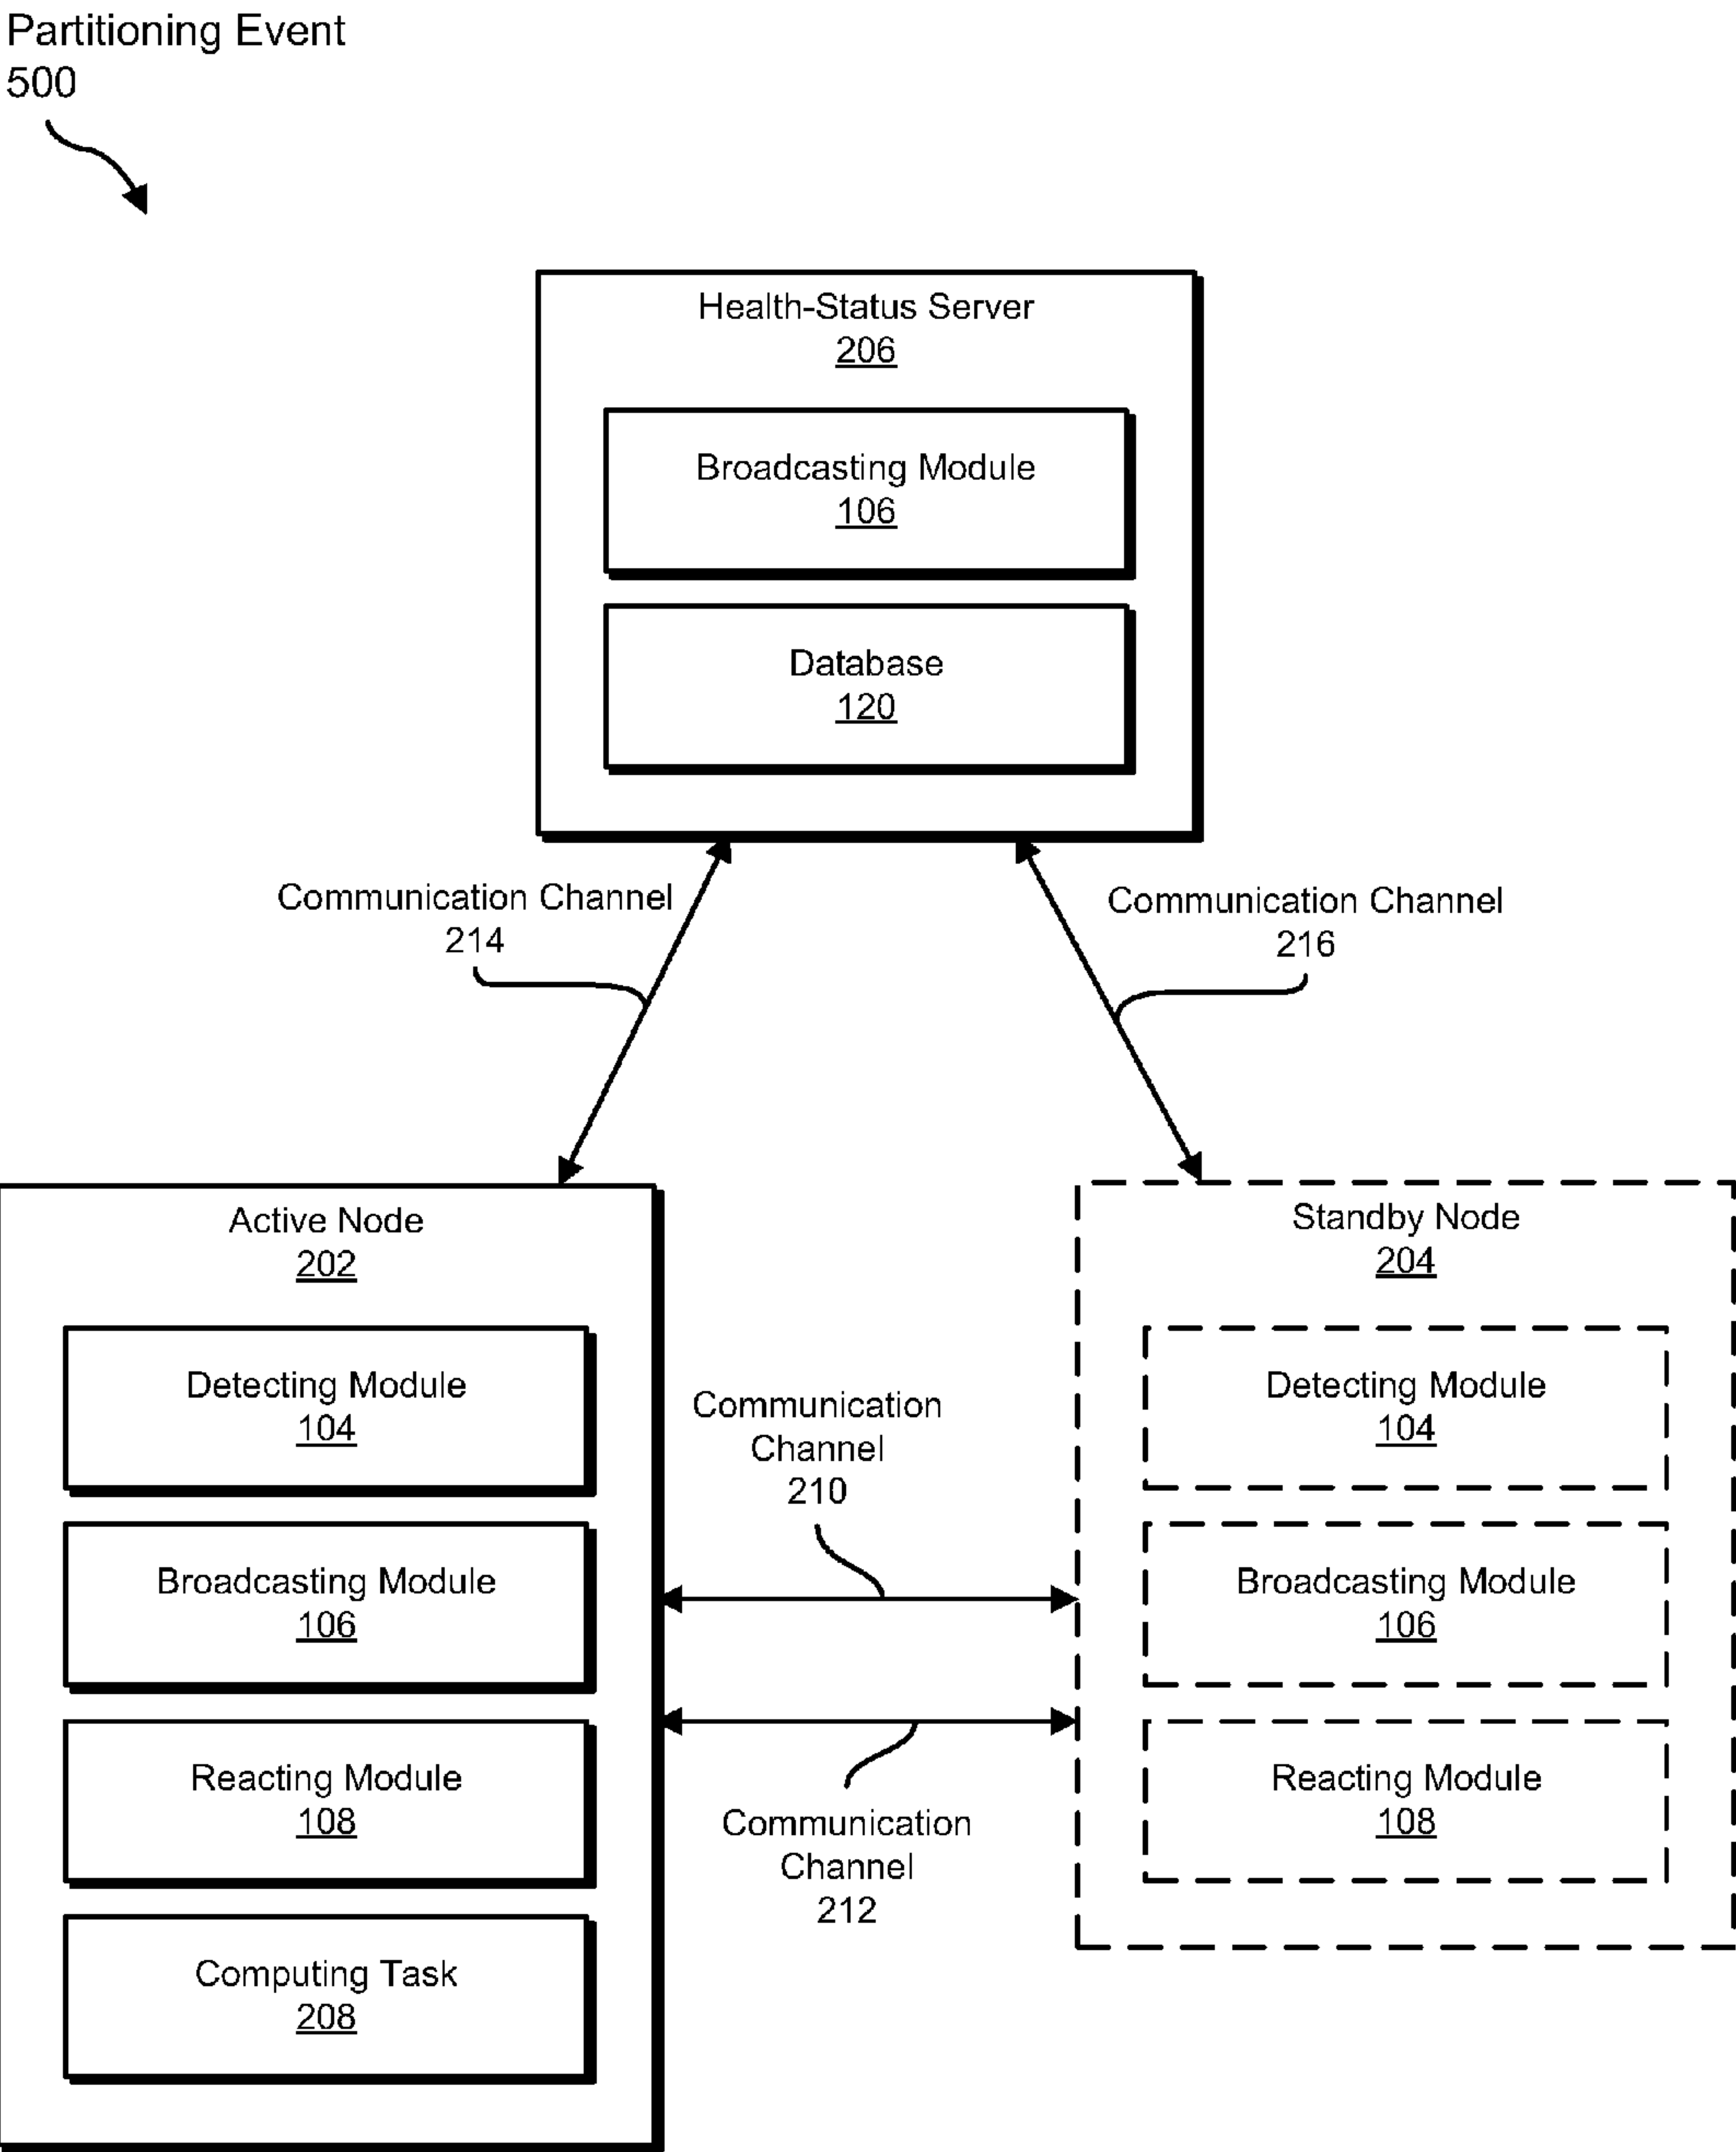 Partitioning Event
500
Health-Status Server
206
Broadcasting Module
106
Database
120
Communication Channel
214
Communication Channel
216
Active Node
202
Detecting Module
104
Broadcasting Module
106
Reacting Module
108
Computing Task
208
Communication
Channel
210
Communication
Channel
212
Standby Node
204
Detecting Module
104
Broadcasting Module
106
Reacting Module
108